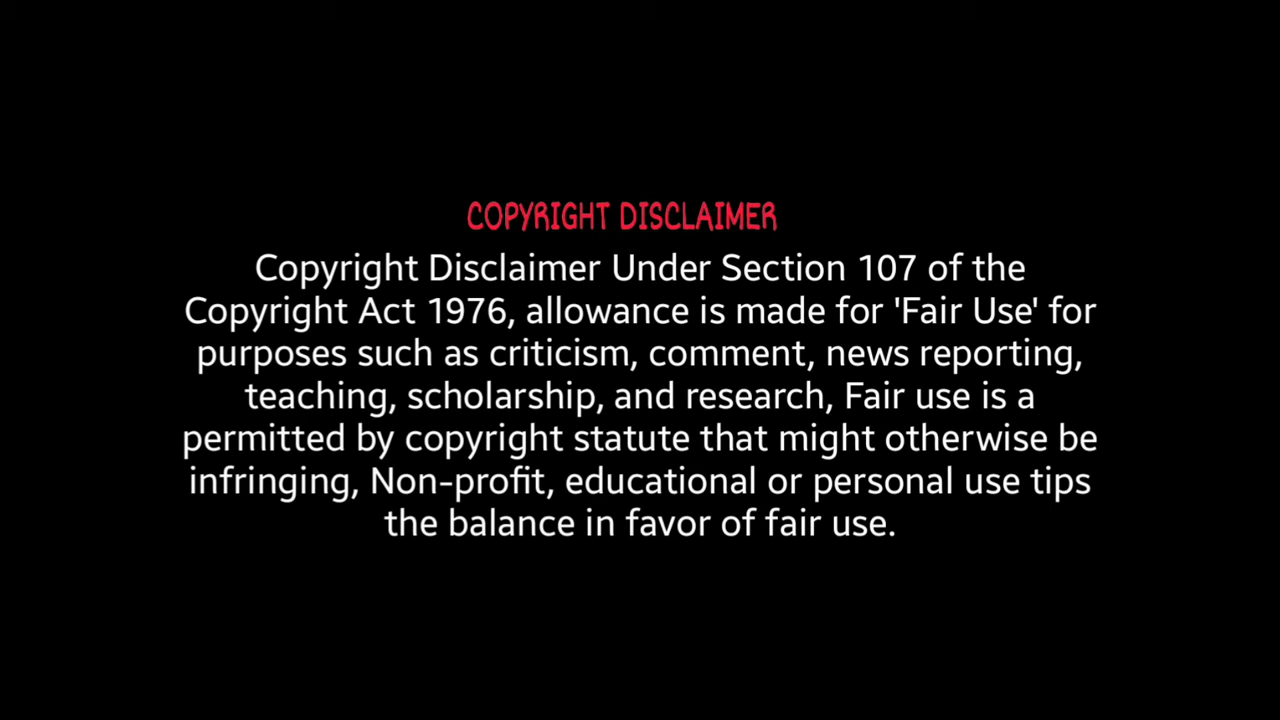 COPYRIGHT DISCLAIMER
Copyright Disclaimer Under Section 107 of the
Copyright Act 1976, allowance is made for 'Fair Use' for
purposes such as criticism, comment, news reporting,
teaching, scholarship, and research, Fair use is a
permitted by copyright statute that might otherwise be
infringing, Non-profit, educational or personal use tips
the balance in favor of fair use.